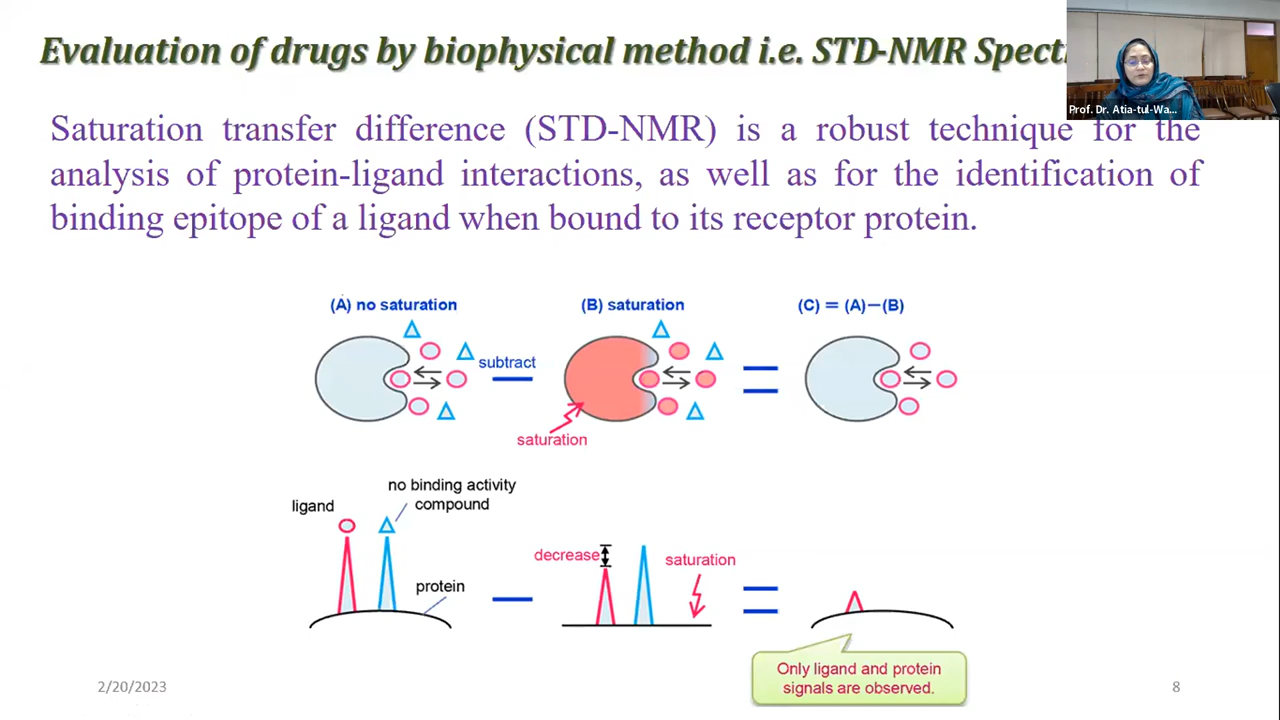 Evaluation of drugs by biophysical method i.e. STD-NMR
Prof. Dr. Atia-tul-Wa...
Saturation transfer difference (STD-NMR) is a robust technique for the
analysis of protein-ligand interactions, as well as for the identification of
binding epitope of a ligand when bound to its receptor protein.
(A) no saturation
(B) saturation
(C) = (A)−(B)
subtract
saturation
no binding activity
compound
ligand
protein
decrease
saturation
Only ligand and protein
signals are observed.
2/20/2023
8